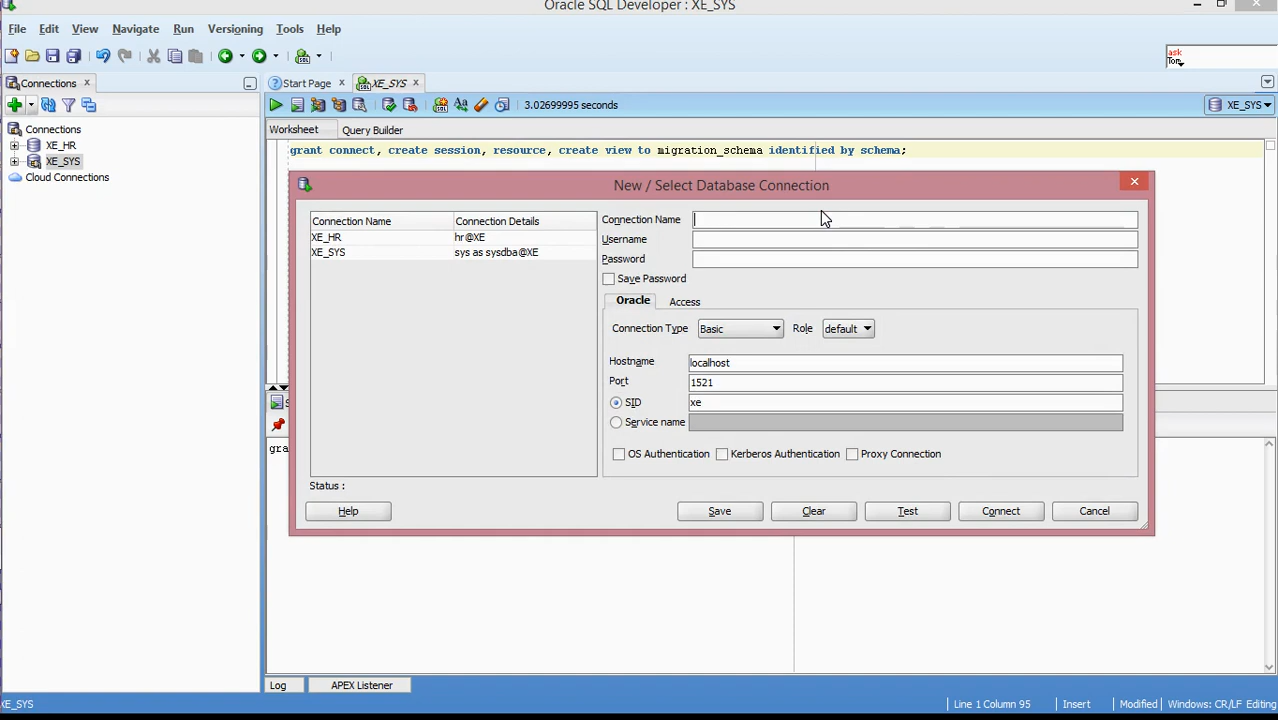 Oracle SQL Developer : XE_SYS
File Edit View Navigate Run Versioning Tools Help
ask
Tom
Connections
Start Page
XE_SYS
3.02699995 seconds
XE_SYS
Worksheet
Query Builder
Connections
XE_HR
XE_SYS
Cloud Connections
grant connect, create session, resource, create view to migration_schema identified by schema;
New / Select Database Connection
Connection Name Connection Details
XE_HR hr@XE
XE_SYS sys as sysdba@XE
Connection Name
Username
Password
Save Password
Oracle Access
Connection Type Basic Role default
Hostname localhost
Port 1521
SID xe
Service name
OS Authentication Kerberos Authentication Proxy Connection
Status :
Help Save Clear Test Connect Cancel
gra
Log APEX Listener
XE_SYS
Line 1 Column 95 Insert Modified Windows: CR/LF Editing